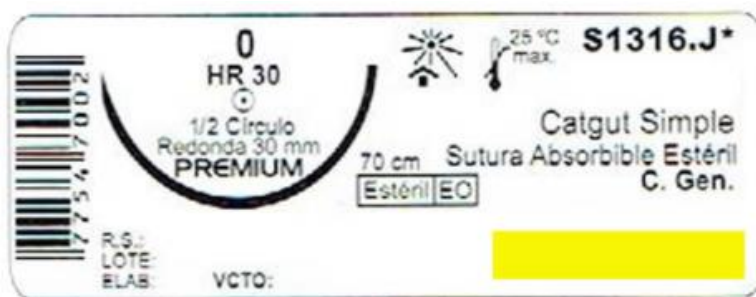 0
HR 30
1/2 Círculo
Redonda 30 mm
PREMIUM
25 °C
max.
S1316.J*
Catgut Simple
70 cm
Sutura Absorbible Estéril
Estéril EO
C. Gen.
R.S.:
LOTE:
ELAB:
VCTO: